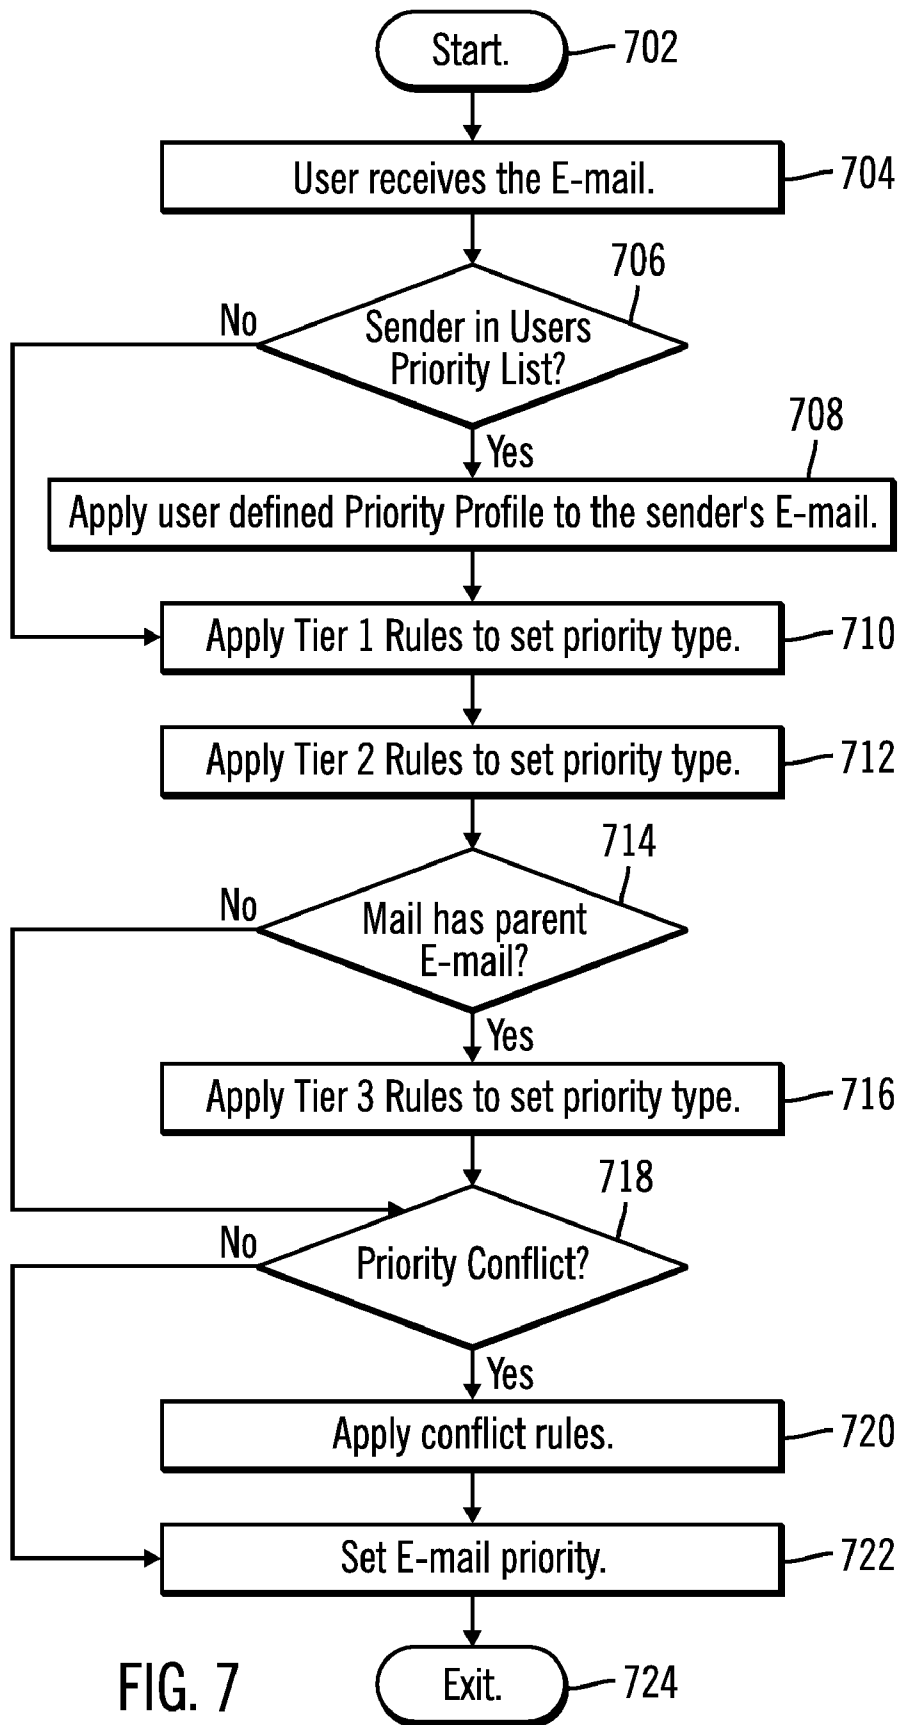 Start.
702
User receives the E-mail.
704
706
No
Sender in Users
Priority List?
Yes
708
Apply user defined Priority Profile to the sender's E-mail.
Apply Tier 1 Rules to set priority type.
710
Apply Tier 2 Rules to set priority type.
712
714
No
Mail has parent
E-mail?
Yes
Apply Tier 3 Rules to set priority type.
716
718
No
Priority Conflict?
Yes
Apply conflict rules.
720
Set E-mail priority.
722
FIG. 7
Exit.
724